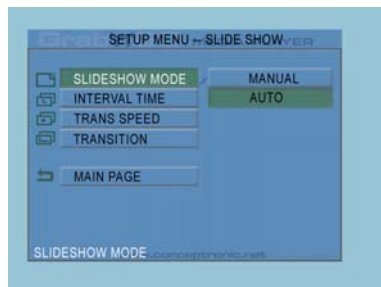 SETUP MENU ~ SLIDE SHOW
SLIDESHOW MODE MANUAL
INTERVAL TIME AUTO
TRANS SPEED
TRANSITION
MAIN PAGE
SLIDESHOW MODE